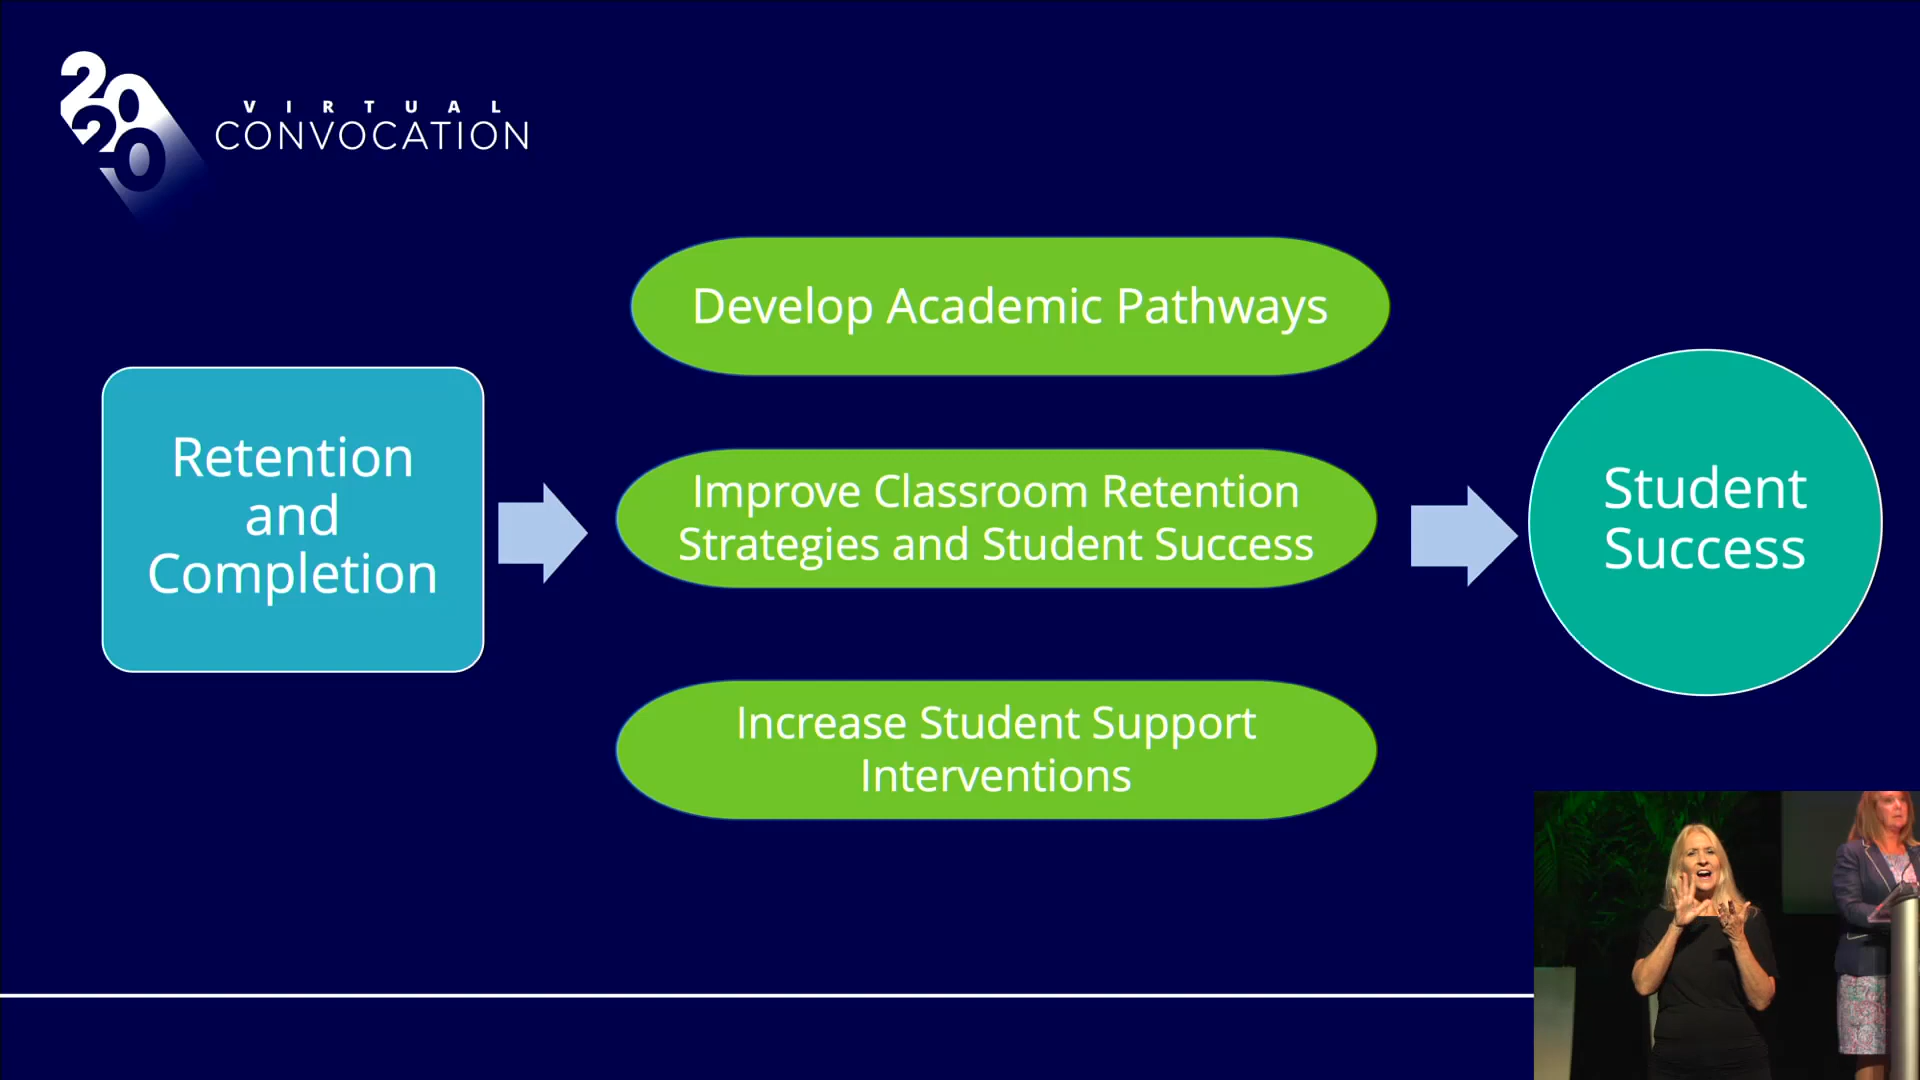 2020
VIRTUAL
CONVOCATION
Develop Academic Pathways
Retention
and
Completion
Improve Classroom Retention
Strategies and Student Success
Student
Success
Increase Student Support
Interventions